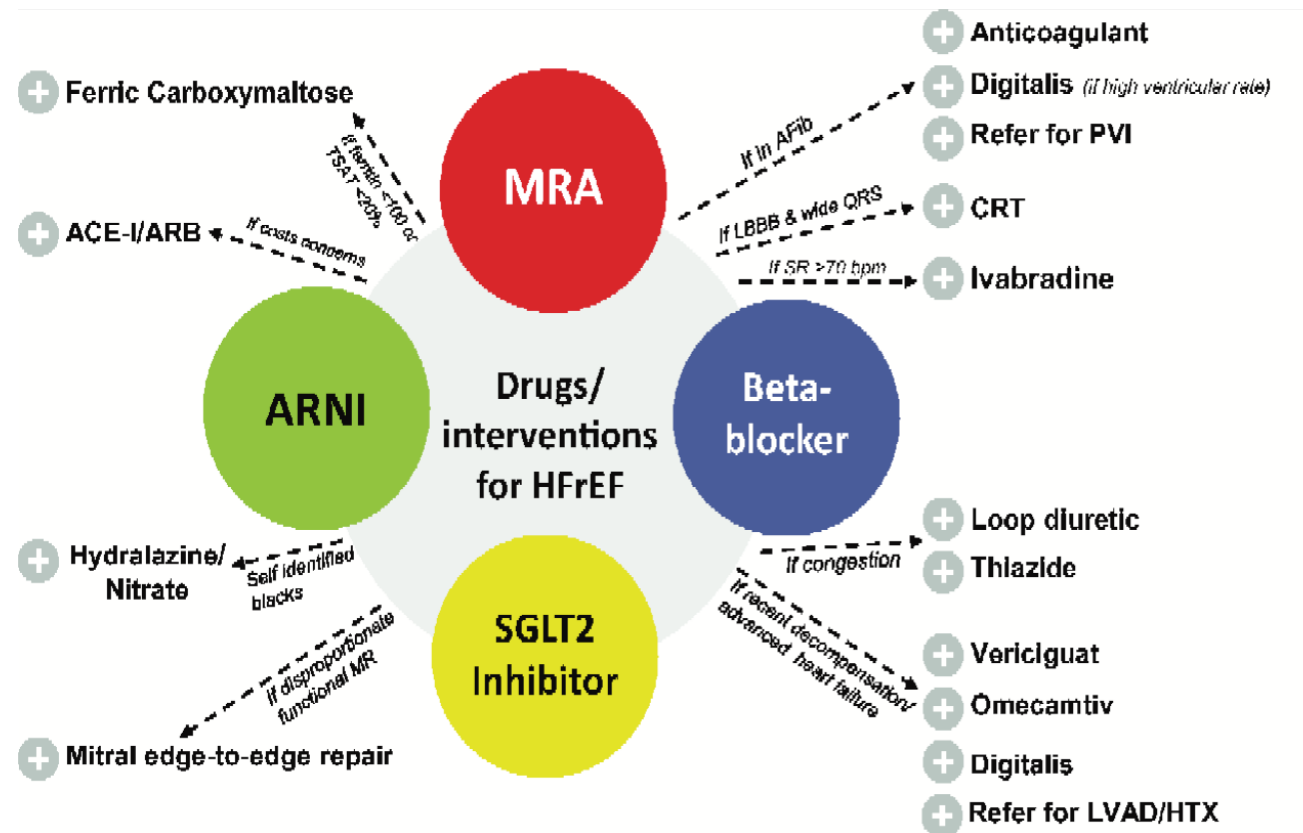 Anticoagulant
Digitalis (if high ventricular rate)
Refer for PVI
If in AFib
CRT
If LBBB & wide QRS
Ivabradine
If SR >70 bpm
Ferric Carboxymaltose
If ferritin <100 or
TSAT <20%
ACE-I/ARB
If costs concerns
MRA
ARNI
Drugs/
interventions
for HFrEF
Beta-
blocker
SGLT2
Inhibitor
Hydralazine/
Nitrate
Self identified
blacks
Mitral edge-to-edge repair
If disproportionate
functional MR
Loop diuretic
Thiazide
If congestion
If recent decompensation/
advanced heart failure
Vericiguat
Omecamtiv
Digitalis
Refer for LVAD/HTX